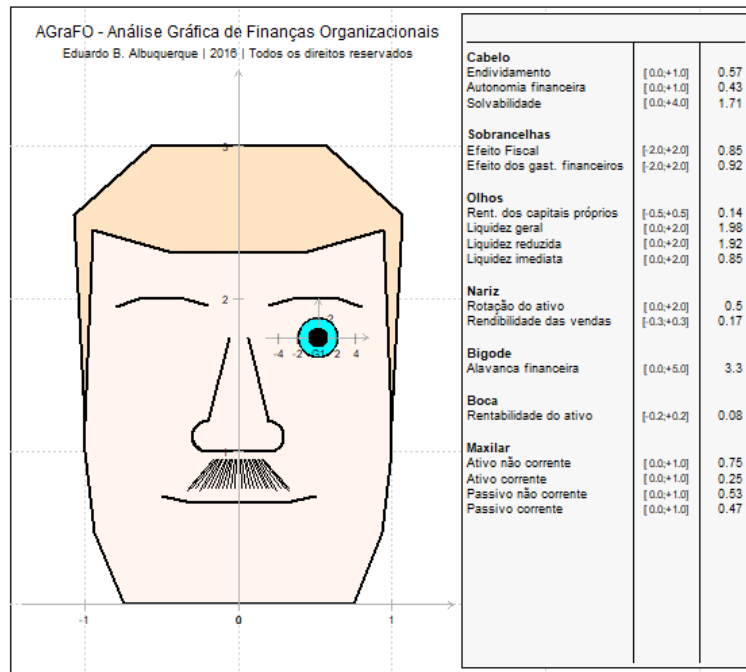 AGraFO - Análise Gráfica de Finanças Organizacionais
Eduardo B. Albuquerque | 2016 | Todos os direitos reservados
3
2
2
-4 -2 G1 2 4
1
-1 0 1
Cabelo
Endividamento [0.0;+1.0] 0.57
Autonomia financeira [0.0;+1.0] 0.43
Solvabilidade [0.0;+4.0] 1.71
Sobrancelhas
Efeito Fiscal [-2.0;+2.0] 0.85
Efeito dos gast. financeiros [-2.0;+2.0] 0.92
Olhos
Rent. dos capitais próprios [-0.5;+0.5] 0.14
Liquidez geral [0.0;+2.0] 1.98
Liquidez reduzida [0.0;+2.0] 1.92
Liquidez imediata [0.0;+2.0] 0.85
Nariz
Rotação do ativo [0.0;+2.0] 0.5
Rendibilidade das vendas [-0.3;+0.3] 0.17
Bigode
Alavanca financeira [0.0;+5.0] 3.3
Boca
Rentabilidade do ativo [-0.2;+0.2] 0.08
Maxilar
Ativo não corrente [0.0;+1.0] 0.75
Ativo corrente [0.0;+1.0] 0.25
Passivo não corrente [0.0;+1.0] 0.53
Passivo corrente [0.0;+1.0] 0.47